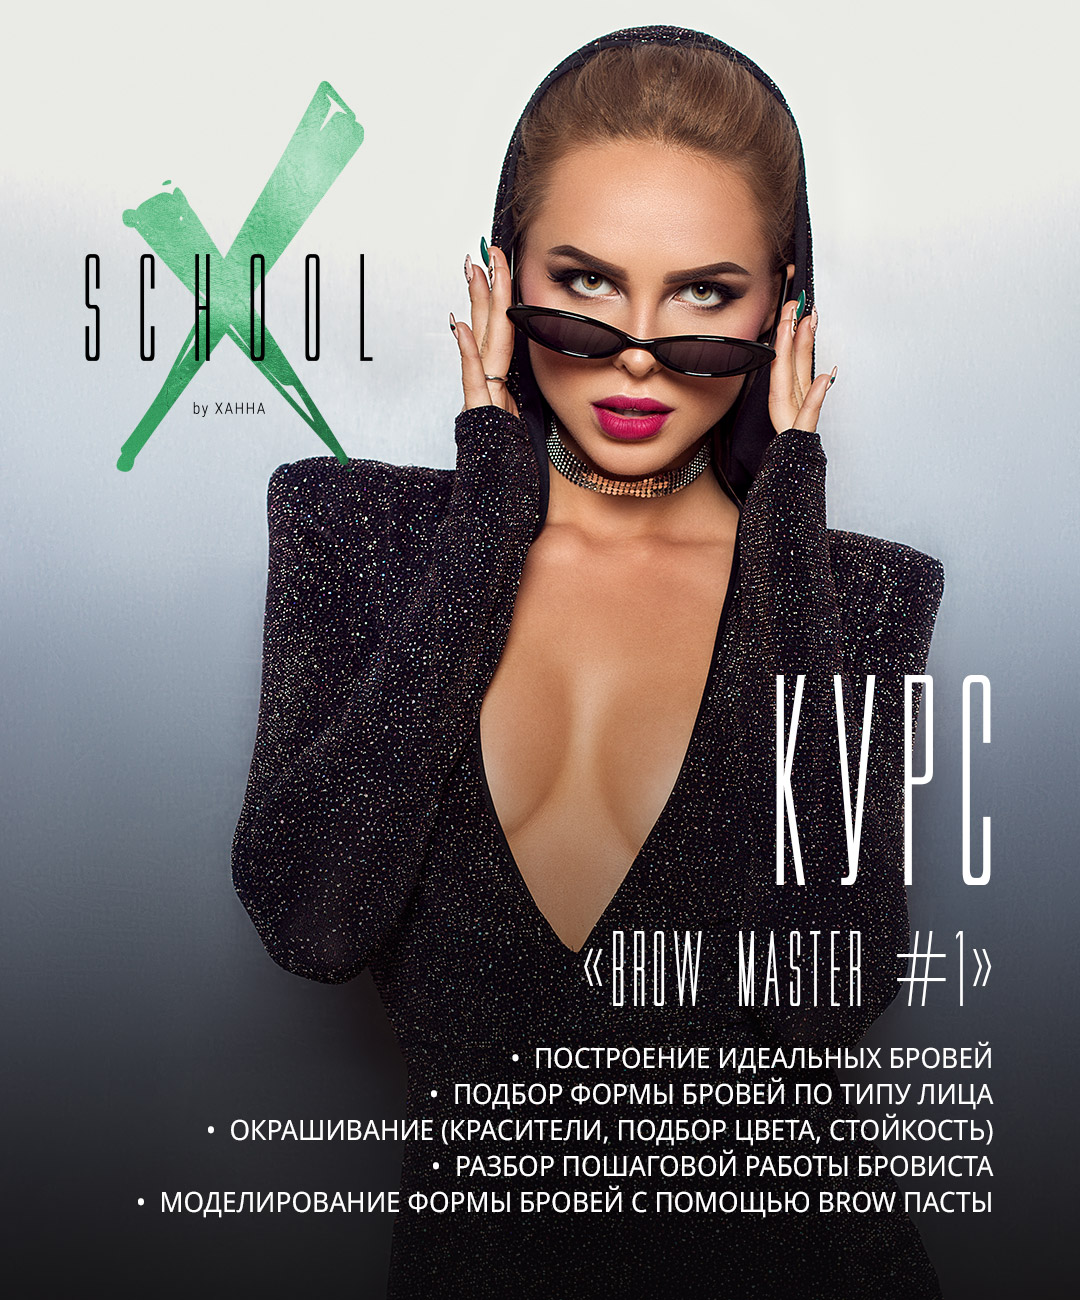 X
SCHOOL
by ХАННА
КУРС
«BROW MASTER #1»
• ПОСТРОЕНИЕ ИДЕАЛЬНЫХ БРОВЕЙ
• ПОДБОР ФОРМЫ БРОВЕЙ ПО ТИПУ ЛИЦА
• ОКРАШИВАНИЕ (КРАСИТЕЛИ, ПОДБОР ЦВЕТА, СТОЙКОСТЬ)
• РАЗБОР ПОШАГОВОЙ РАБОТЫ БРОВИСТА
• МОДЕЛИРОВАНИЕ ФОРМЫ БРОВЕЙ С ПОМОЩЬЮ BROW ПАСТЫ